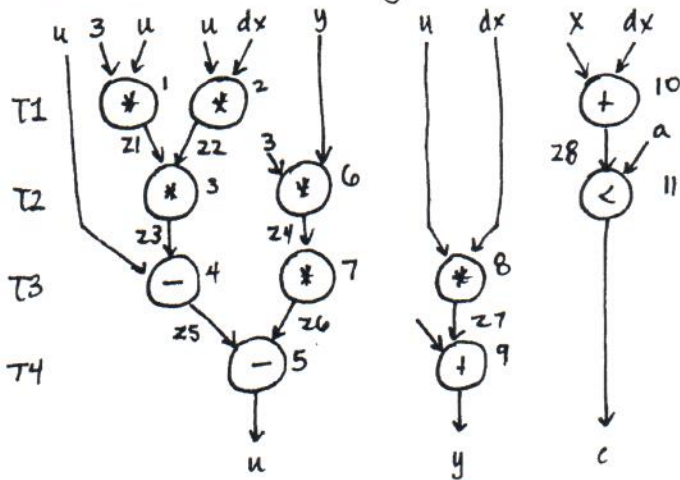 u 3 u u dx y u dx x dx
T1 * 1 * 2 + 10
z1 z2 3 z8 a
T2 * 3 * 6 < 11
z3 z4
T3 - 4 * 7 * 8
z5 z6 z7
T4 - 5 + 9
u y c